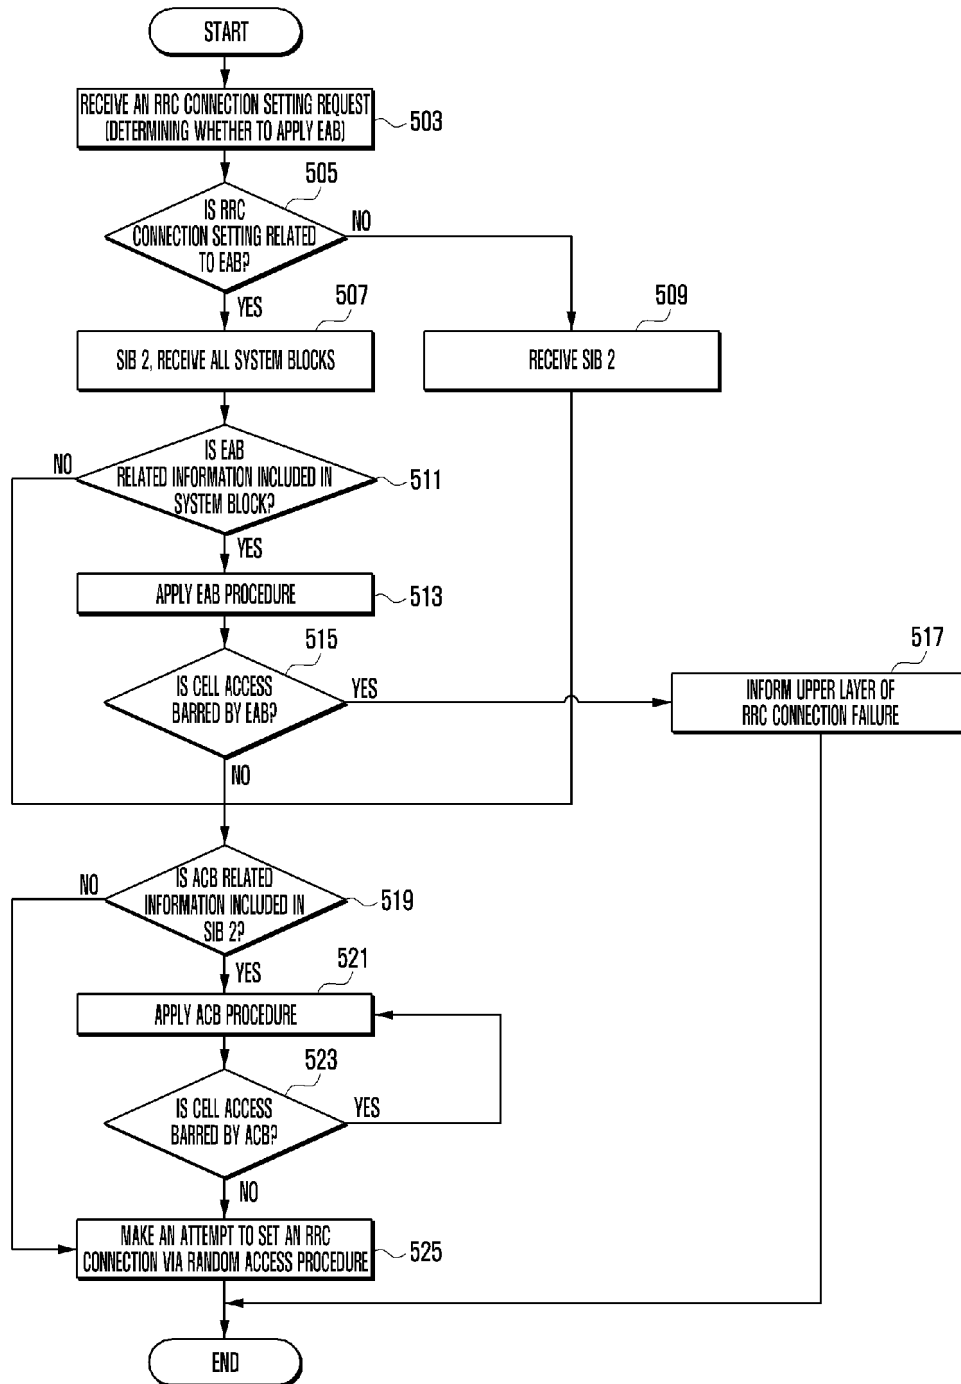 START
RECEIVE AN RRC CONNECTION SETTING REQUEST
(DETERMINING WHETHER TO APPLY EAB)
503
505
IS RRC
CONNECTION SETTING RELATED
TO EAB?
NO
YES
507
SIB 2, RECEIVE ALL SYSTEM BLOCKS
509
RECEIVE SIB 2
IS EAB
RELATED INFORMATION INCLUDED IN
SYSTEM BLOCK?
NO
511
YES
APPLY EAB PROCEDURE
513
515
IS CELL ACCESS
BARRED BY EAB?
YES
517
INFORM UPPER LAYER OF
RRC CONNECTION FAILURE
NO
IS ACB RELATED
INFORMATION INCLUDED IN
SIB 2?
NO
519
YES
521
APPLY ACB PROCEDURE
523
IS CELL ACCESS
BARRED BY ACB?
YES
NO
MAKE AN ATTEMPT TO SET AN RRC
CONNECTION VIA RANDOM ACCESS PROCEDURE
525
END